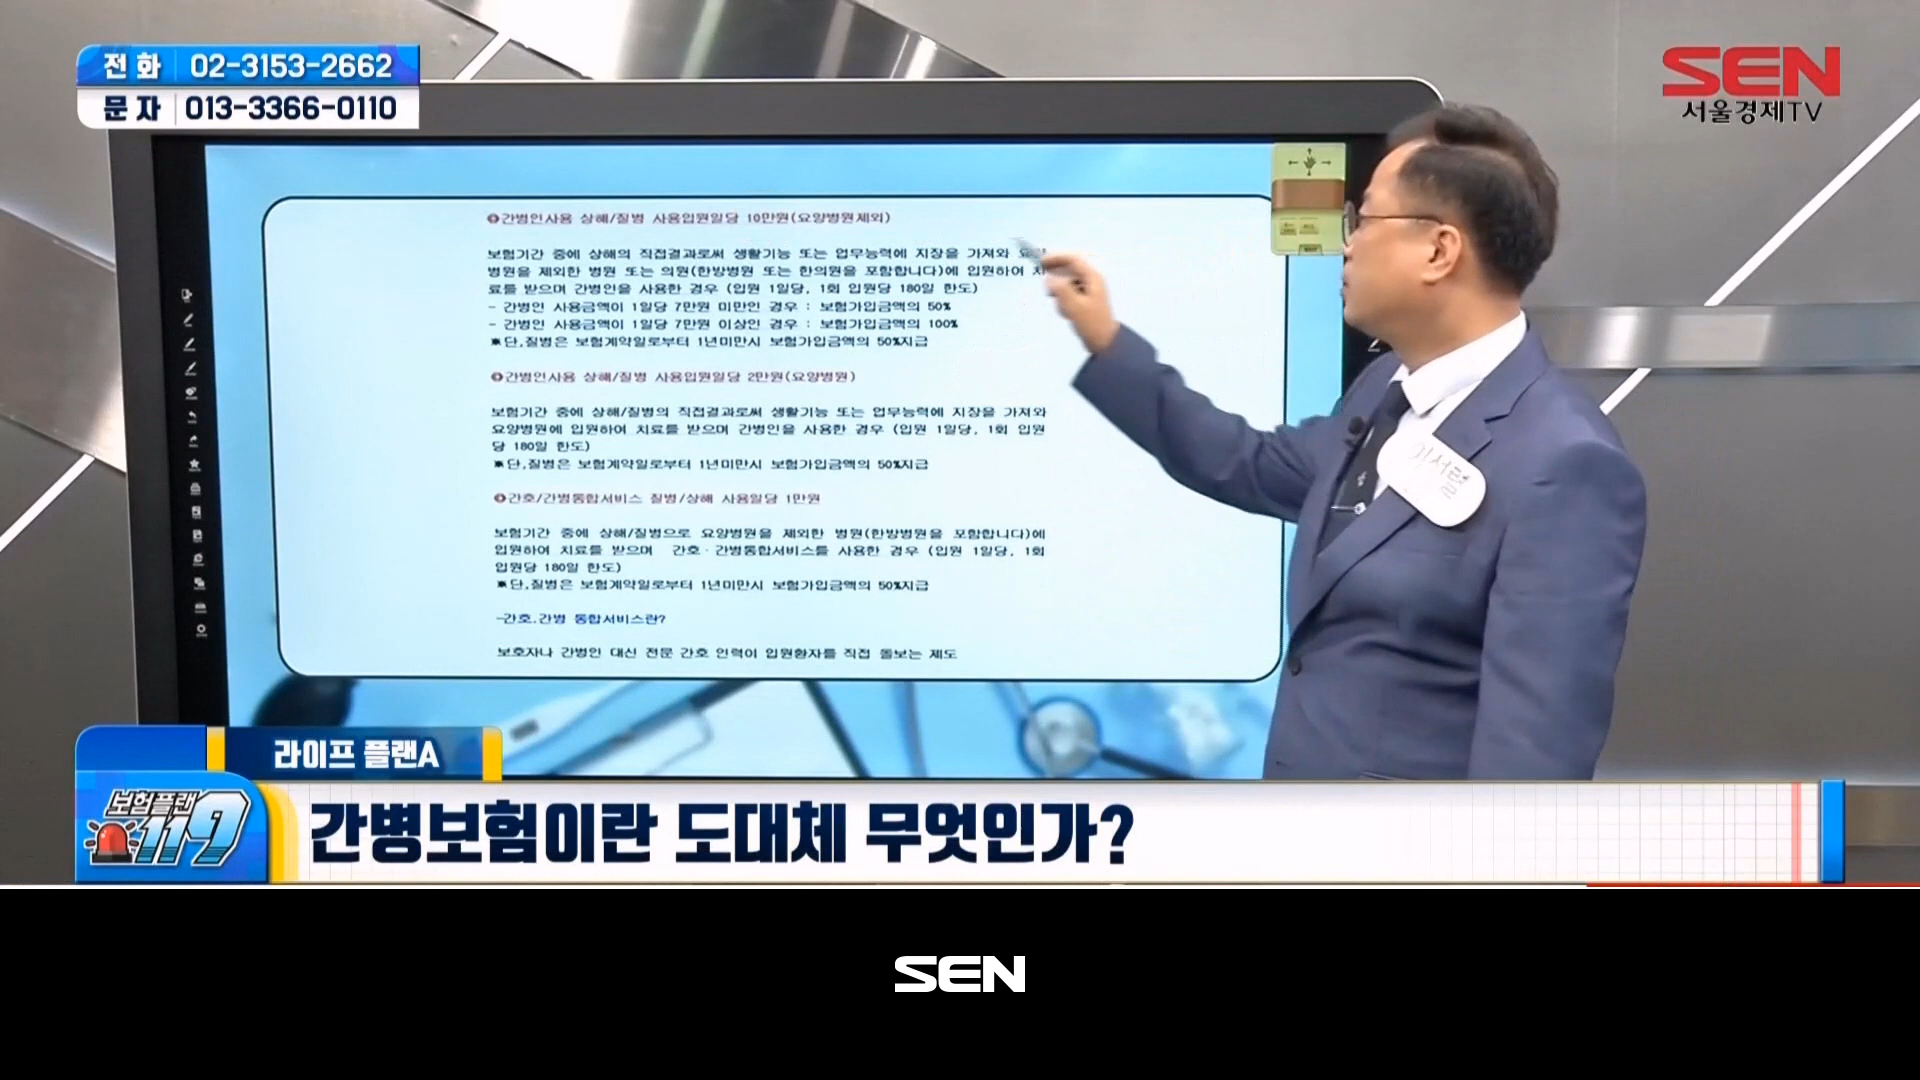 전화 02-3153-2662
문자 013-3366-0110
SEN
서울경제TV
간병인사용 상해/질병 사용입원일당 10만원(요양병원제외)
보험기간 중에 상해의 직접결과로써 생활기능 또는 업무능력에 지장을 가져와 요양
병원을 제외한 병원 또는 의원(한방병원 또는 한의원을 포함합니다)에 입원하여 치
료를 받으며 간병인을 사용한 경우 (입원 1일당, 1회 입원당 180일 한도)
- 간병인 사용금액이 1일당 7만원 미만인 경우 : 보험가입금액의 50%
- 간병인 사용금액이 1일당 7만원 이상인 경우 : 보험가입금액의 100%
※단,질병은 보험계약일로부터 1년미만시 보험가입금액의 50%지급
간병인사용 상해/질병 사용입원일당 2만원(요양병원)
보험기간 중에 상해/질병의 직접결과로써 생활기능 또는 업무능력에 지장을 가져와
요양병원에 입원하여 치료를 받으며 간병인을 사용한 경우 (입원 1일당, 1회 입원
당 180일 한도)
※단,질병은 보험계약일로부터 1년미만시 보험가입금액의 50%지급
간호/간병통합서비스 질병/상해 사용일당 1만원
보험기간 중에 상해/질병으로 요양병원을 제외한 병원(한방병원을 포함합니다)에
입원하여 치료를 받으며 간호·간병통합서비스를 사용한 경우 (입원 1일당, 1회
입원당 180일 한도)
※단,질병은 보험계약일로부터 1년미만시 보험가입금액의 50%지급
-간호.간병 통합서비스란?
보호자나 간병인 대신 전문 간호 인력이 입원환자를 직접 돌보는 제도
라이프 플랜A
보험플랜
119
간병보험이란 도대체 무엇인가?
SEN